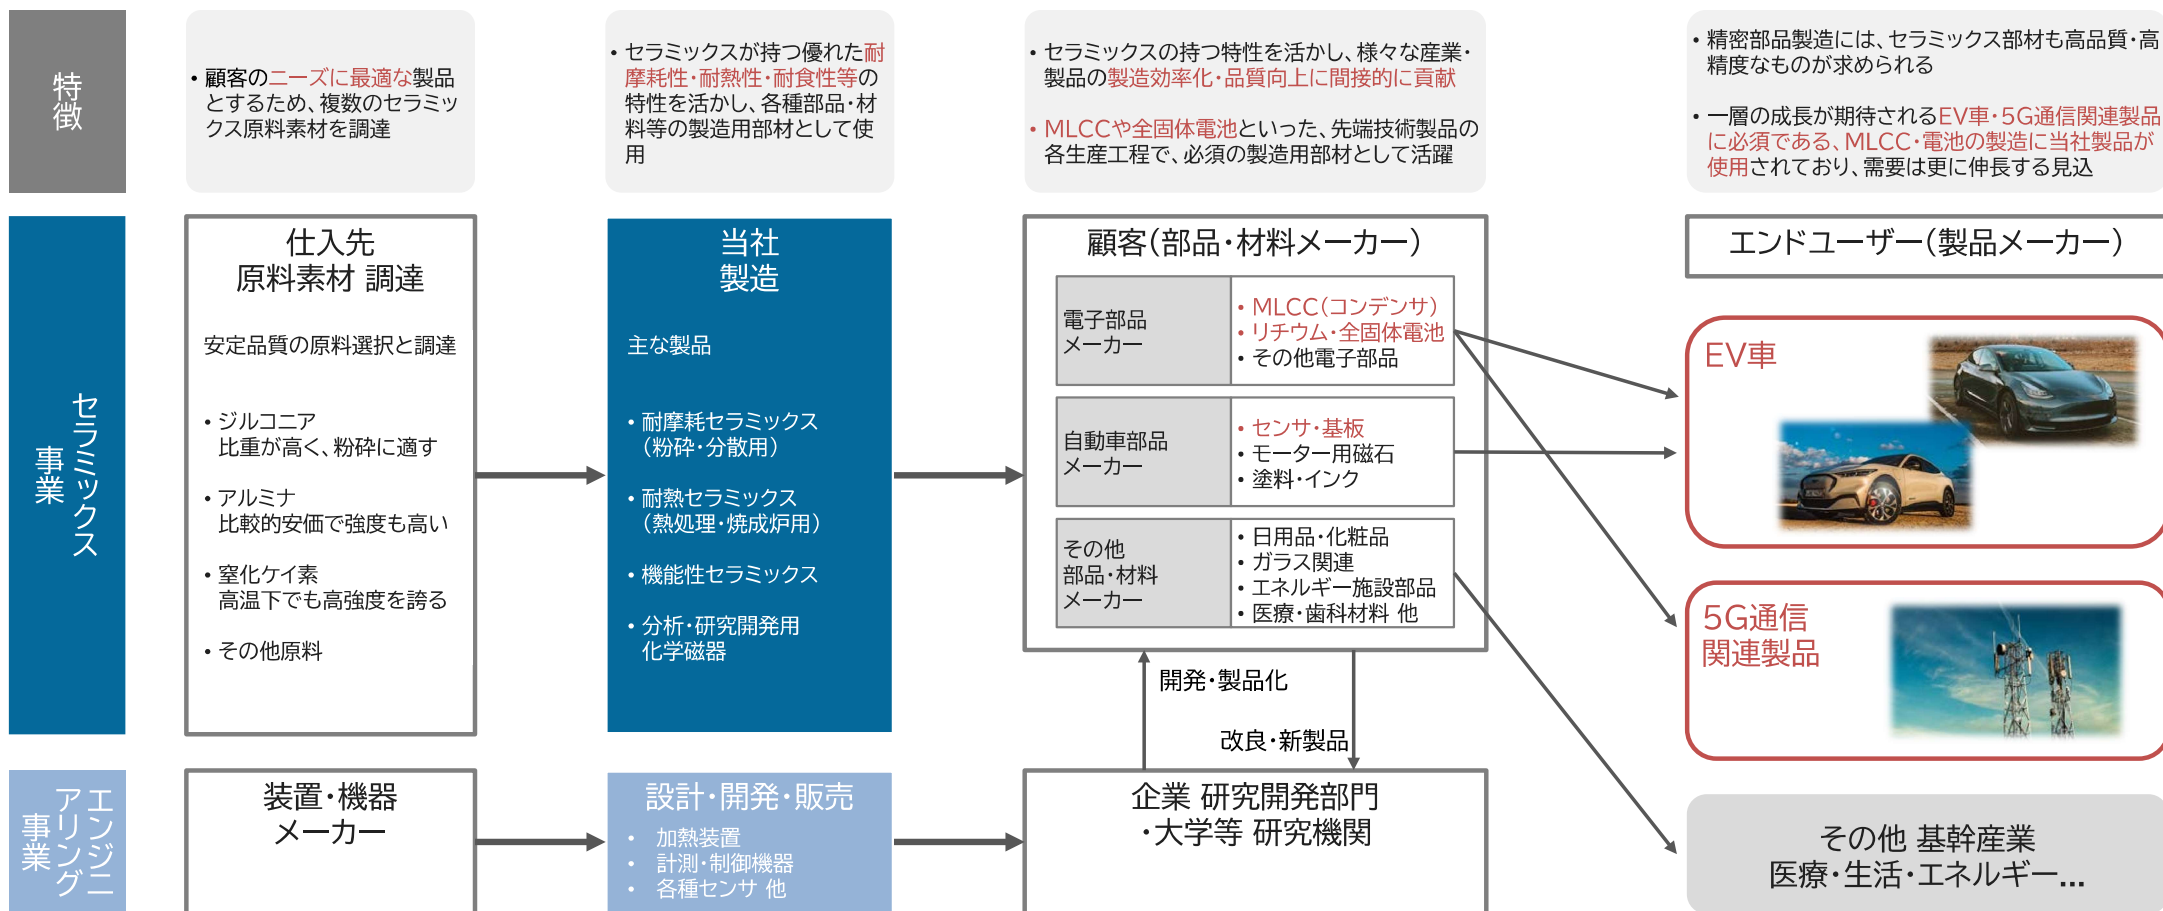 特徴
• 顧客のニーズに最適な製品
とするため、複数のセラミッ
クス原料素材を調達
• セラミックスが持つ優れた耐
摩耗性・耐熱性・耐食性等の
特性を活かし、各種部品・材
料等の製造用部材として使
用
• セラミックスの持つ特性を活かし、様々な産業・
製品の製造効率化・品質向上に間接的に貢献
• MLCCや全固体電池といった、先端技術製品の
各生産工程で、必須の製造用部材として活躍
• 精密部品製造には、セラミックス部材も高品質・高
精度なものが求められる
• 一層の成長が期待されるEV車・5G通信関連製品
に必須である、MLCC・電池の製造に当社製品が
使用されており、需要は更に伸長する見込
セラミックス
事業
仕入先
原料素材 調達
安定品質の原料選択と調達
• ジルコニア
比重が高く、粉砕に適す
• アルミナ
比較的安価で強度も高い
• 窒化ケイ素
高温下でも高強度を誇る
• その他原料
当社
製造
主な製品
• 耐摩耗セラミックス
（粉砕・分散用）
• 耐熱セラミックス
（熱処理・焼成炉用）
• 機能性セラミックス
• 分析・研究開発用
化学磁器
顧客（部品・材料メーカー）
電子部品
メーカー
• MLCC（コンデンサ）
• リチウム・全固体電池
• その他電子部品
自動車部品
メーカー
• センサ・基板
• モーター用磁石
• 塗料・インク
その他
部品・材料
メーカー
• 日用品・化粧品
• ガラス関連
• エネルギー施設部品
• 医療・歯科材料 他
開発・製品化
改良・新製品
エンドユーザー（製品メーカー）
EV車
5G通信
関連製品
その他 基幹産業
医療・生活・エネルギー…
エンジニ
アリング
事業
装置・機器
メーカー
設計・開発・販売
• 加熱装置
• 計測・制御機器
• 各種センサ 他
企業 研究開発部門
・大学等 研究機関